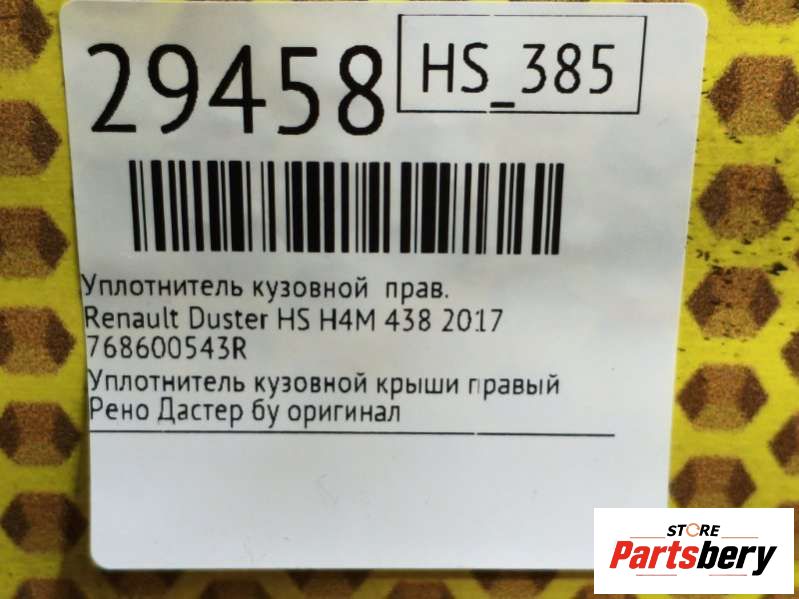 29458
HS_385
Уплотнитель кузовной прав.
Renault Duster HS H4M 438 2017
768600543R
Уплотнитель кузовной крыши правый
Рено Дастер бу оригинал
STORE
Partsbery